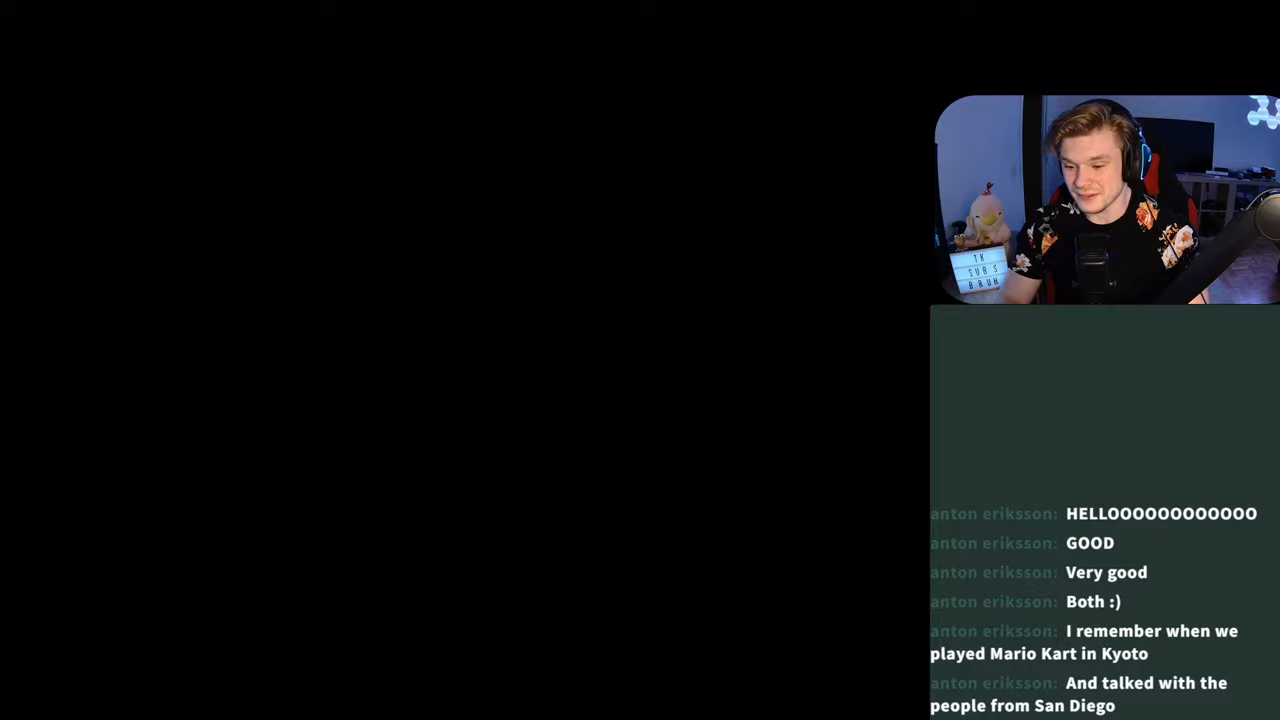 1K
SUBS
BRUH
anton eriksson: HELLOOOOOOOOOOOO
anton eriksson: GOOD
anton eriksson: Very good
anton eriksson: Both :)
anton eriksson: I remember when we
played Mario Kart in Kyoto
anton eriksson: And talked with the
people from San Diego